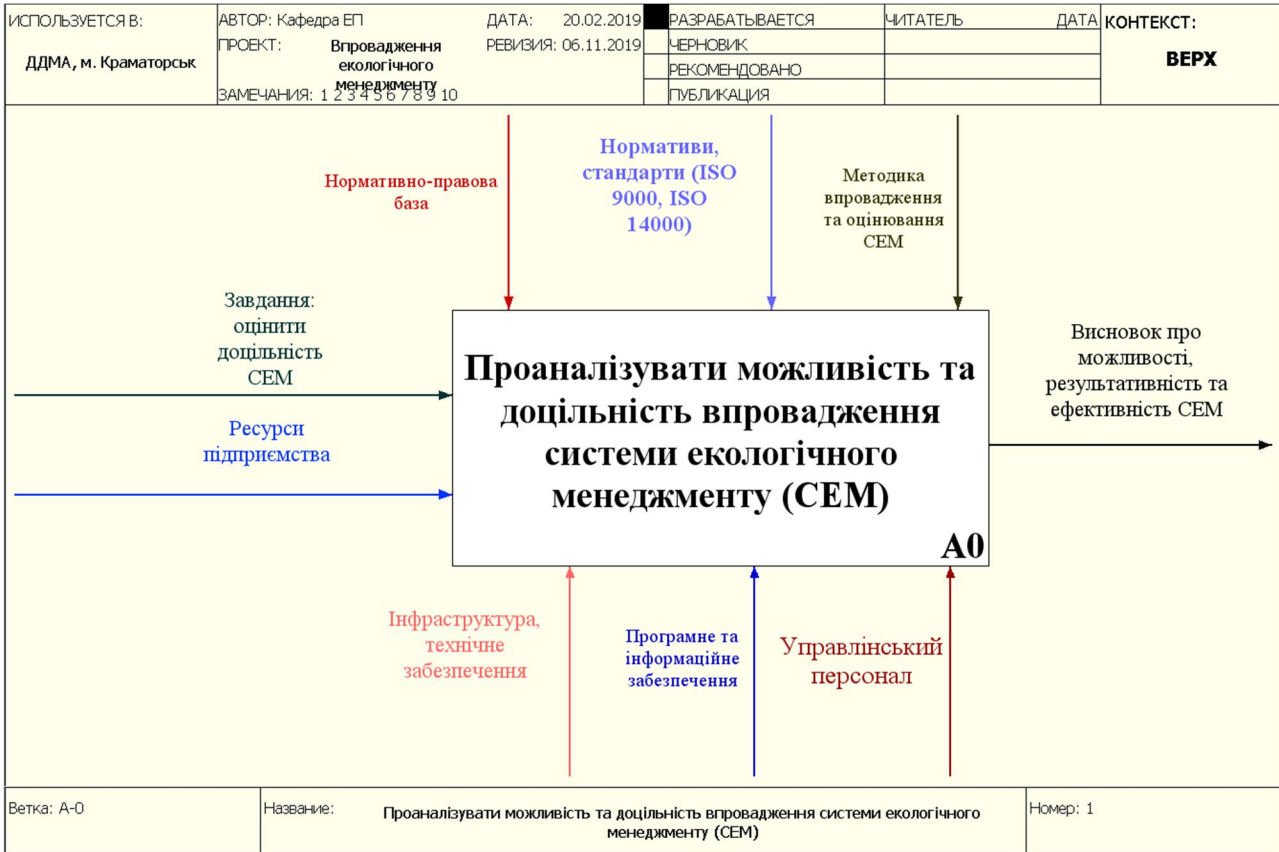 ИСПОЛЬЗУЕТСЯ В:
ДДМА, м. Краматорськ
АВТОР: Кафедра ЕП
ДАТА: 20.02.2019
ПРОЕКТ: Впровадження
екологічного
менеджменту
РЕВИЗИЯ: 06.11.2019
ЗАМЕЧАНИЯ: 1 2 3 4 5 6 7 8 9 10
РАЗРАБАТЫВАЕТСЯ
ЧЕРНОВИК
РЕКОМЕНДОВАНО
ПУБЛИКАЦИЯ
ЧИТАТЕЛЬ
ДАТА
КОНТЕКСТ:
ВЕРХ
Нормативно-правова
база
Нормативи,
стандарти (ISO
9000, ISO
14000)
Методика
впровадження
та оцінювання
СЕМ
Завдання:
оцінити
доцільність
СЕМ
Ресурси
підприємства
Проаналізувати можливість та
доцільність впровадження
системи екологічного
менеджменту (СЕМ)
A0
Висновок про
можливості,
результативність та
ефективність СЕМ
Інфраструктура,
технічне
забезпечення
Програмне та
інформаційне
забезпечення
Управлінський
персонал
Ветка: A-0
Название: Проаналізувати можливість та доцільність впровадження системи екологічного
менеджменту (СЕМ)
Номер: 1